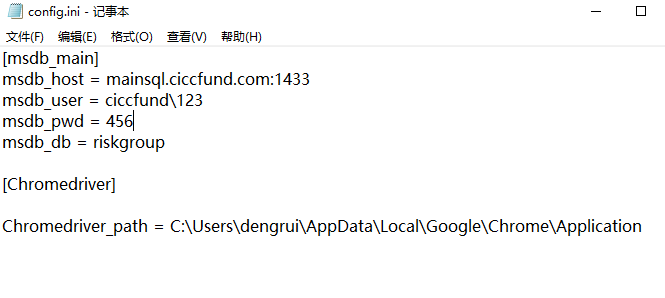 config.ini - 记事本
文件(F) 编辑(E) 格式(O) 查看(V) 帮助(H)
[msdb_main]
msdb_host = mainsql.ciccfund.com:1433
msdb_user = ciccfund\123
msdb_pwd = 456
msdb_db = riskgroup
[Chromedriver]
Chromedriver_path = C:\Users\dengrui\AppData\Local\Google\Chrome\Application